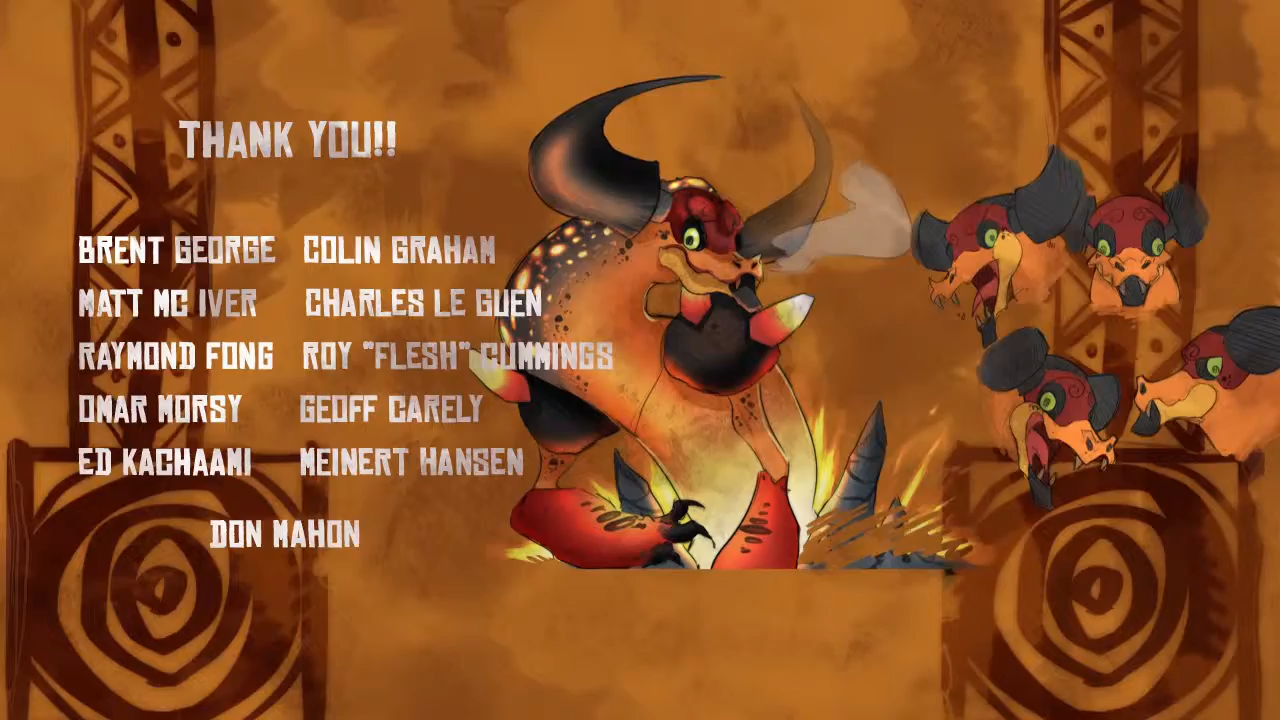 THANK YOU!!
BRENT GEORGE COLIN GRAHAM
MATT MC IVER CHARLES LE GUEN
RAYMOND FONG ROY "FLESH" CUMMINGS
OMAR MORSY GEOFF CARELY
ED KACHAAMI MEINERT HANSEN
DON MAHON